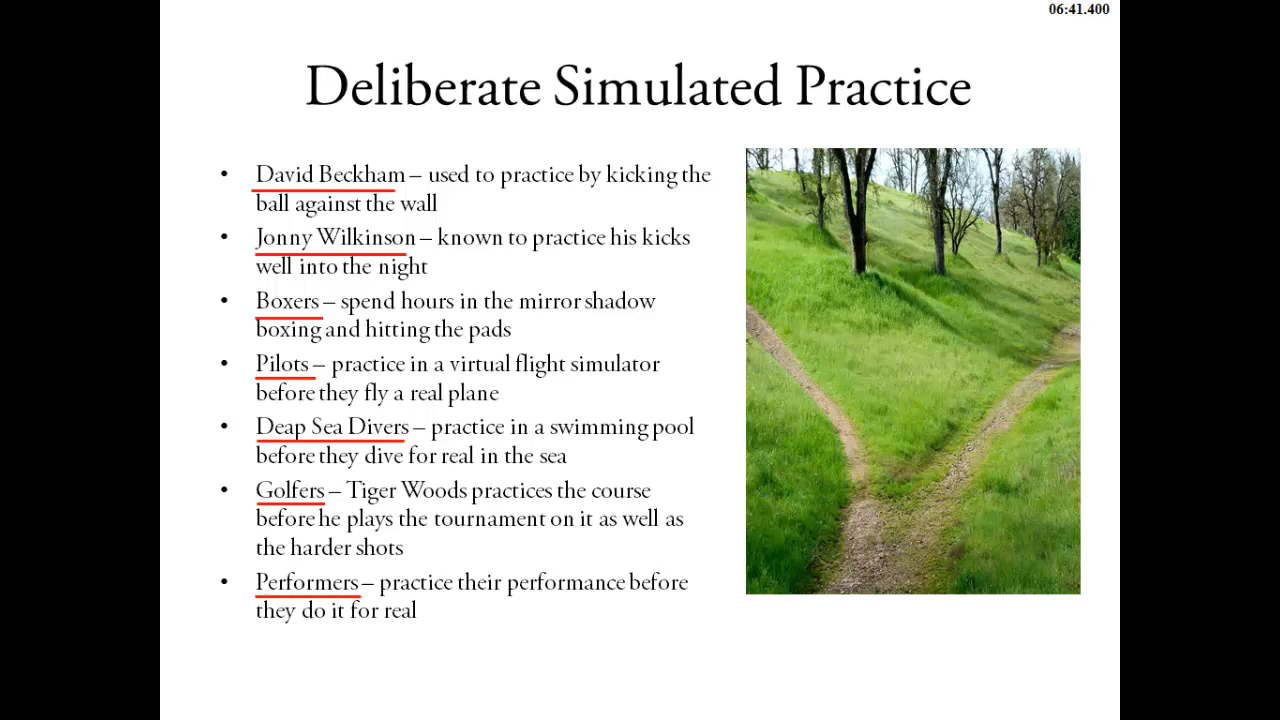 06:41.400
Deliberate Simulated Practice
• David Beckham – used to practice by kicking the
ball against the wall
• Jonny Wilkinson – known to practice his kicks
well into the night
• Boxers – spend hours in the mirror shadow
boxing and hitting the pads
• Pilots – practice in a virtual flight simulator
before they fly a real plane
• Deap Sea Divers – practice in a swimming pool
before they dive for real in the sea
• Golfers – Tiger Woods practices the course
before he plays the tournament on it as well as
the harder shots
• Performers – practice their performance before
they do it for real